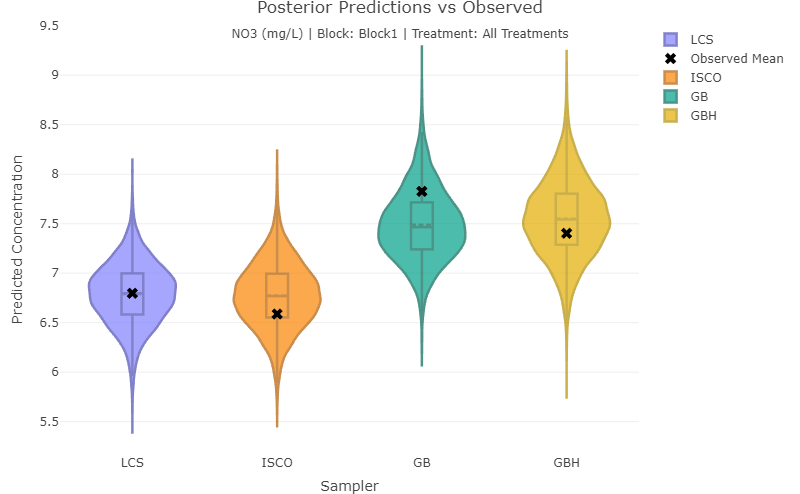 Posterior Predictions vs Observed
NO3 (mg/L) | Block: Block1 | Treatment: All Treatments
9.5
9
8.5
8
7.5
7
6.5
6
5.5
Predicted Concentration
LCS
ISCO
GB
GBH
Sampler
LCS
Observed Mean
ISCO
GB
GBH